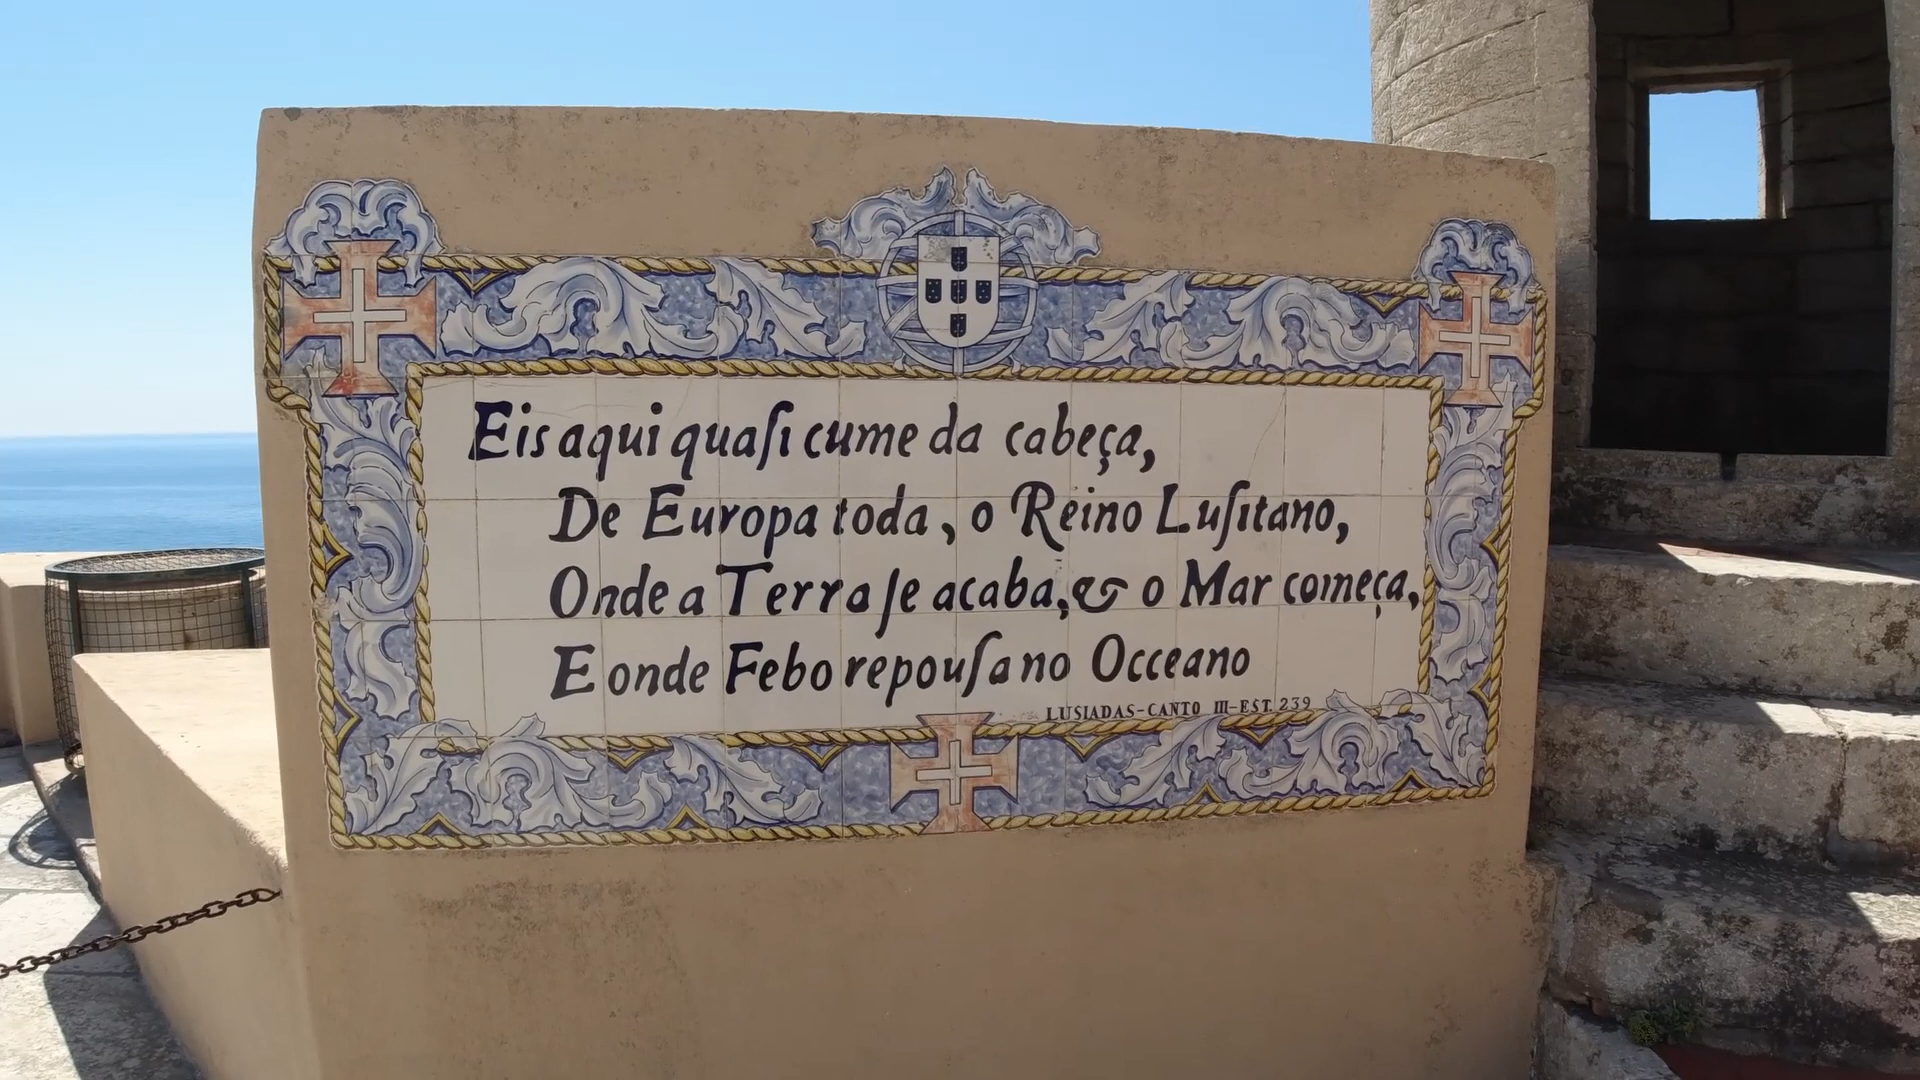 Eis aqui quaſi cume da cabeça,
De Europa toda, o Reino Luſitano,
Onde a Terra ſe acaba, & o Mar começa,
E onde Febo repouſa no Occeano
LUSIADAS-CANTO III-EST. 239